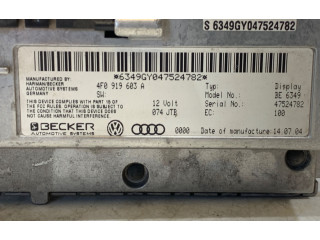 S 6349GY047524782
*6349GY047524782*
MANUFACTURED BY:
HARMAN/BECKER
AUTOMOTIVE SYSTEMS
GERMANY
4F0 919 603 A
SW:
Typ: Display
Model No.: BE 6349
Serial No.: 47524782
EC: 100
THIS DEVICE COMPLIES WITH PART 15 OF
THE FCC RULES. OPERATION IS SUBJECT
TO THE CONDITION THAT THIS DEVICE
DOES NOT CAUSE HARMFUL INTERFERENCE
12 Volt
074 JTB
BECKER
AUTOMOTIVE SYSTEMS
0000 Date of manufacture: 14.07.04